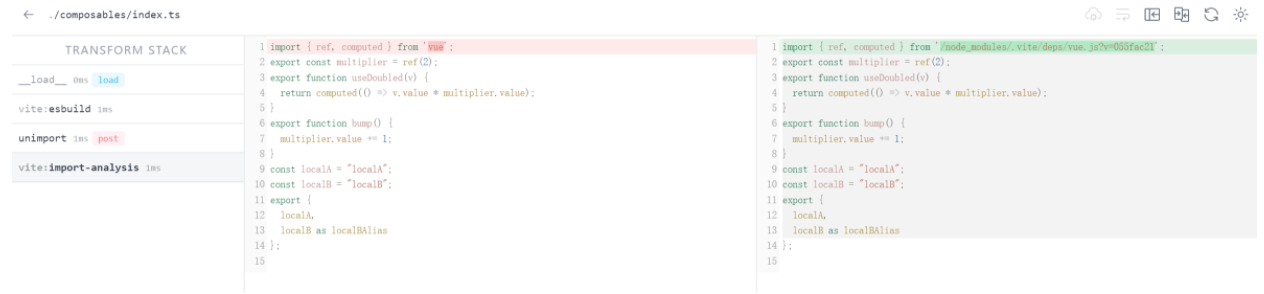 ← ./composables/index.ts
TRANSFORM STACK
__load__ 0ms load
vite:esbuild 1ms
unimport 1ms post
vite:import-analysis 1ms
1 import { ref, computed } from 'vue';
2 export const multiplier = ref(2);
3 export function useDoubled(v) {
4 return computed(() => v.value * multiplier.value);
5 }
6 export function bump() {
7 multiplier.value += 1;
8 }
9 const localA = "localA";
10 const localB = "localB";
11 export {
12 localA,
13 localB as localBAlias
14 };
15
1 import { ref, computed } from '/node_modules/.vite/deps/vue.js?v=055fac21';
2 export const multiplier = ref(2);
3 export function useDoubled(v) {
4 return computed(() => v.value * multiplier.value);
5 }
6 export function bump() {
7 multiplier.value += 1;
8 }
9 const localA = "localA";
10 const localB = "localB";
11 export {
12 localA,
13 localB as localBAlias
14 };
15